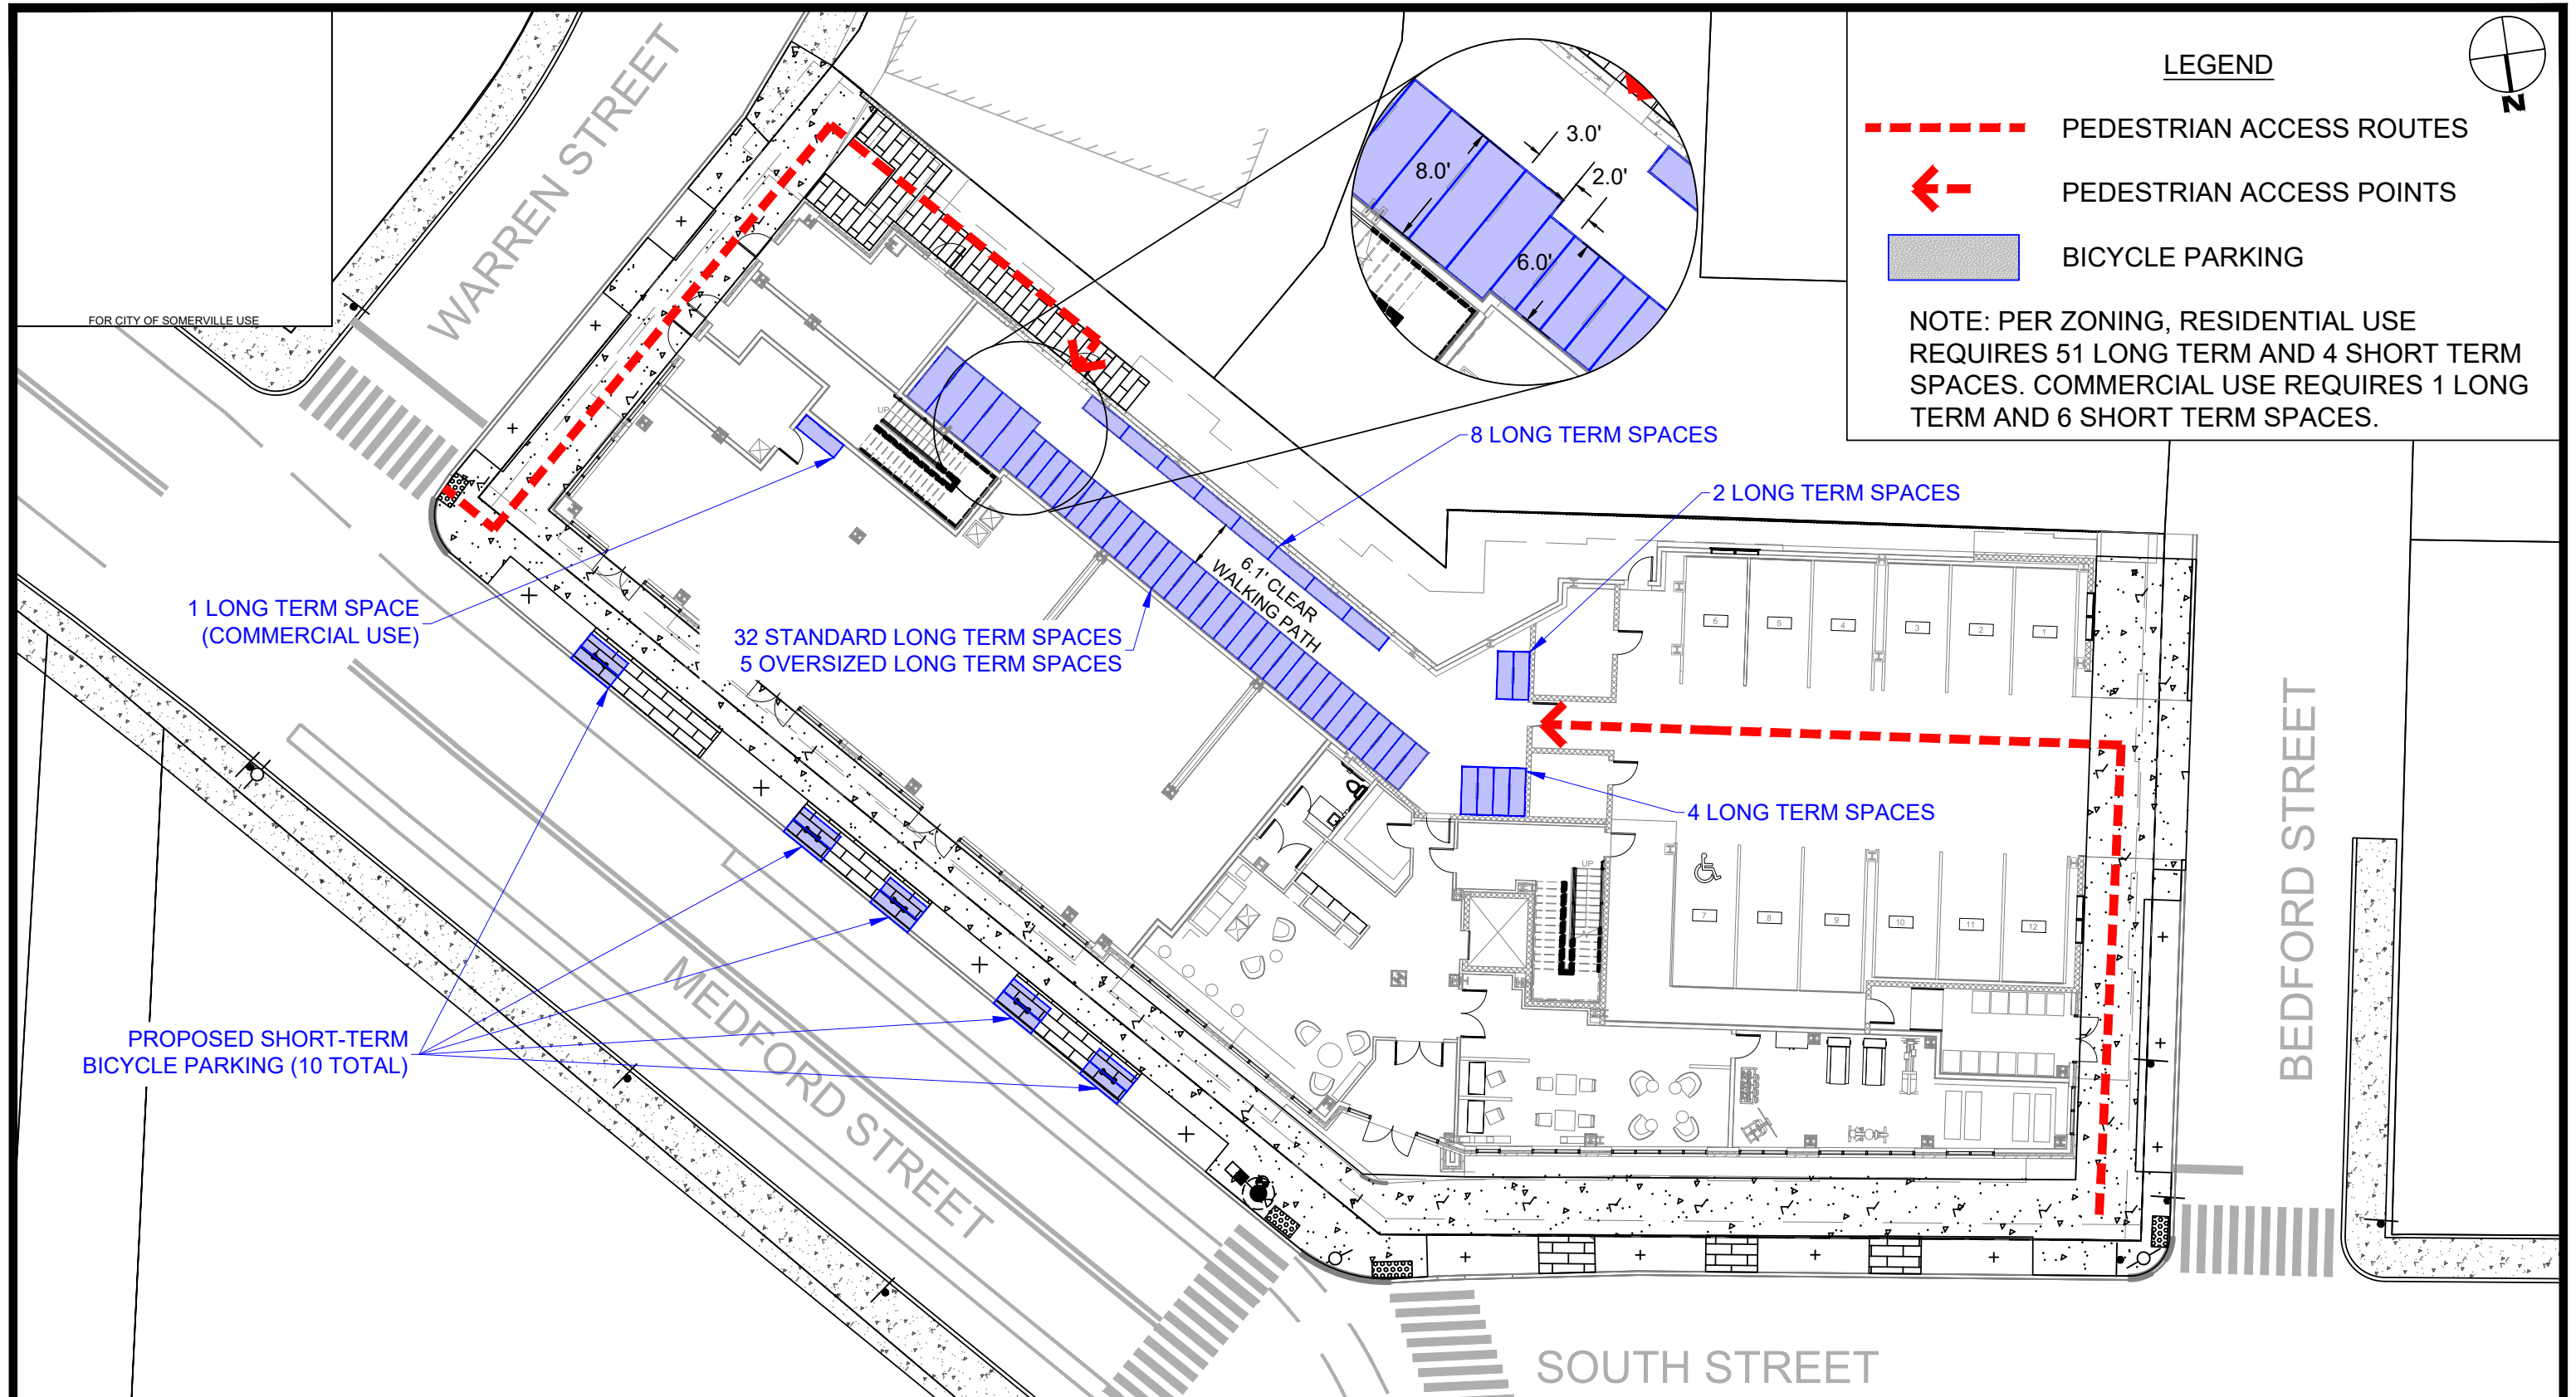 LEGEND
N
PEDESTRIAN ACCESS ROUTES
PEDESTRIAN ACCESS POINTS
BICYCLE PARKING
NOTE: PER ZONING, RESIDENTIAL USE
REQUIRES 51 LONG TERM AND 4 SHORT TERM
SPACES. COMMERCIAL USE REQUIRES 1 LONG
TERM AND 6 SHORT TERM SPACES.
WARREN STREET
FOR CITY OF SOMERVILLE USE
3.0'
8.0'
2.0'
6.0'
8 LONG TERM SPACES
2 LONG TERM SPACES
UP
6.1' CLEAR
WALKING PATH
1 LONG TERM SPACE
(COMMERCIAL USE)
32 STANDARD LONG TERM SPACES
5 OVERSIZED LONG TERM SPACES
6
5
4
3
2
1
4 LONG TERM SPACES
UP
7
8
9
10
11
12
PROPOSED SHORT-TERM
BICYCLE PARKING (10 TOTAL)
MEDFORD STREET
BEDFORD STREET
SOUTH STREET